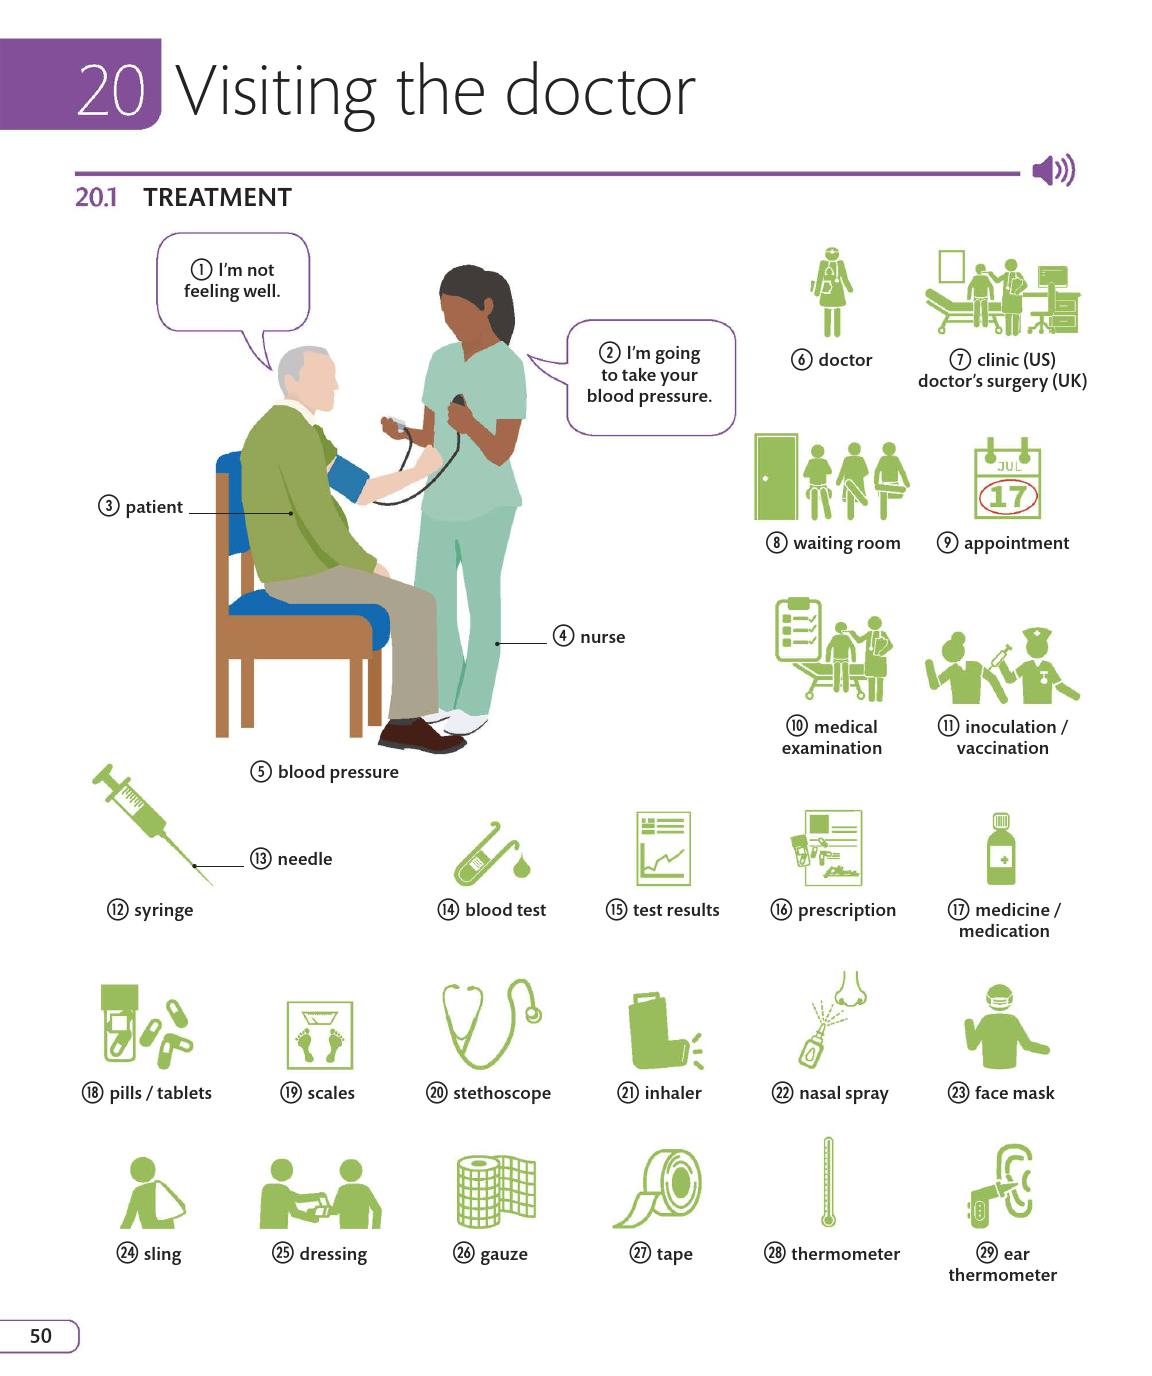 20 Visiting the doctor
20.1 TREATMENT
1 I'm not
feeling well.
2 I'm going
to take your
blood pressure.
3 patient
4 nurse
5 blood pressure
6 doctor
7 clinic (US)
doctor's surgery (UK)
8 waiting room
JUL
17
9 appointment
10 medical
examination
11 inoculation /
vaccination
12 syringe
13 needle
14 blood test
15 test results
16 prescription
17 medicine /
medication
18 pills / tablets
19 scales
20 stethoscope
21 inhaler
22 nasal spray
23 face mask
24 sling
25 dressing
26 gauze
27 tape
28 thermometer
29 ear
thermometer
50